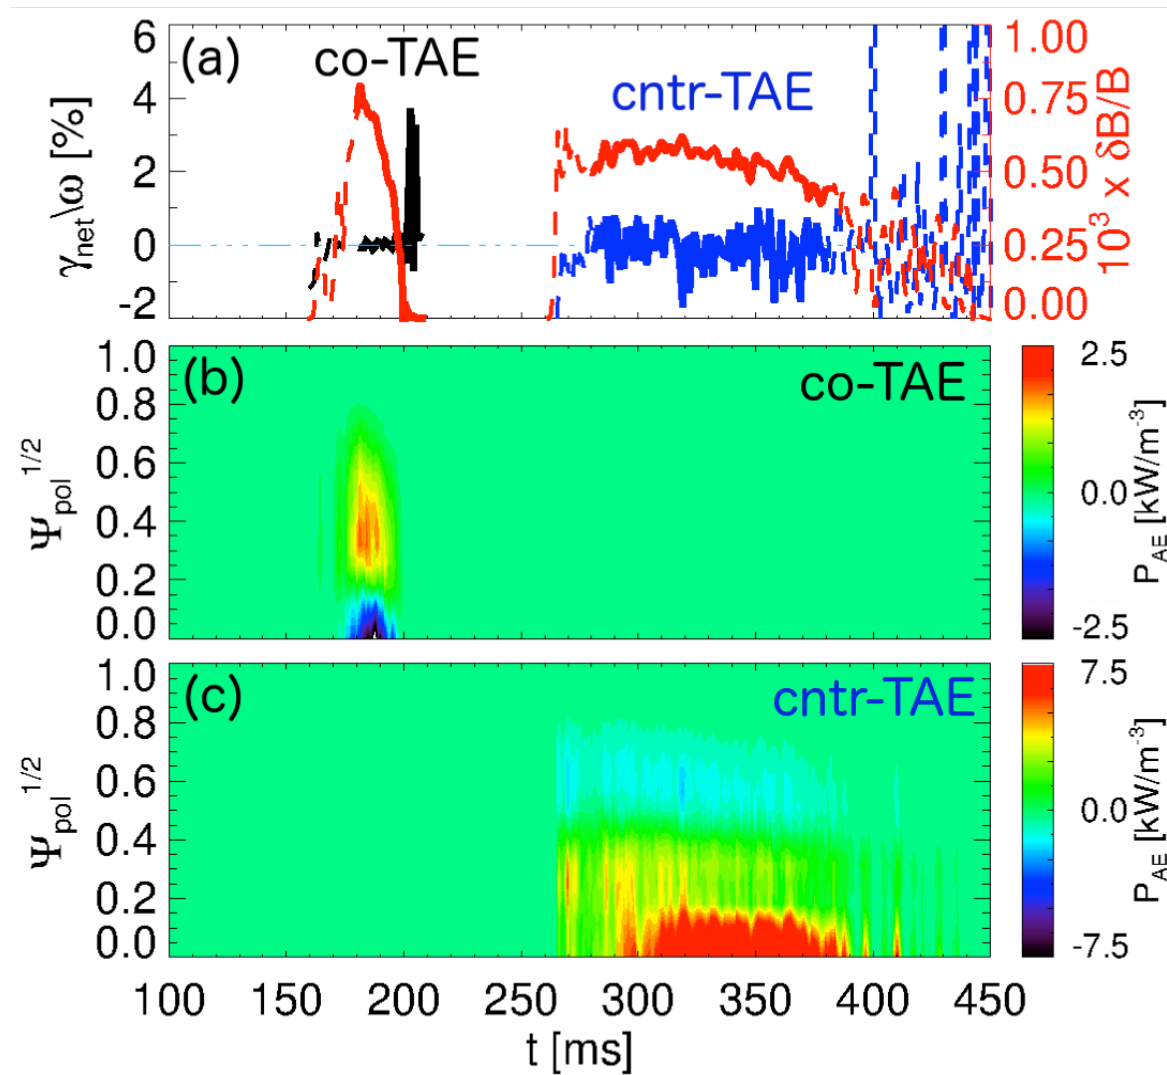 (a)
co-TAE
cntr-TAE
γnet\ω [%]
6
4
2
0
-2
1.00
0.75
0.50
0.25
0.00
10³ x δB/B
(b)
co-TAE
Ψpol 1/2
1.0
0.8
0.6
0.4
0.2
0.0
2.5
0.0
-2.5
PAE [kW/m⁻³]
(c)
cntr-TAE
Ψpol 1/2
1.0
0.8
0.6
0.4
0.2
0.0
7.5
0.0
-7.5
PAE [kW/m⁻³]
100 150 200 250 300 350 400 450
t [ms]